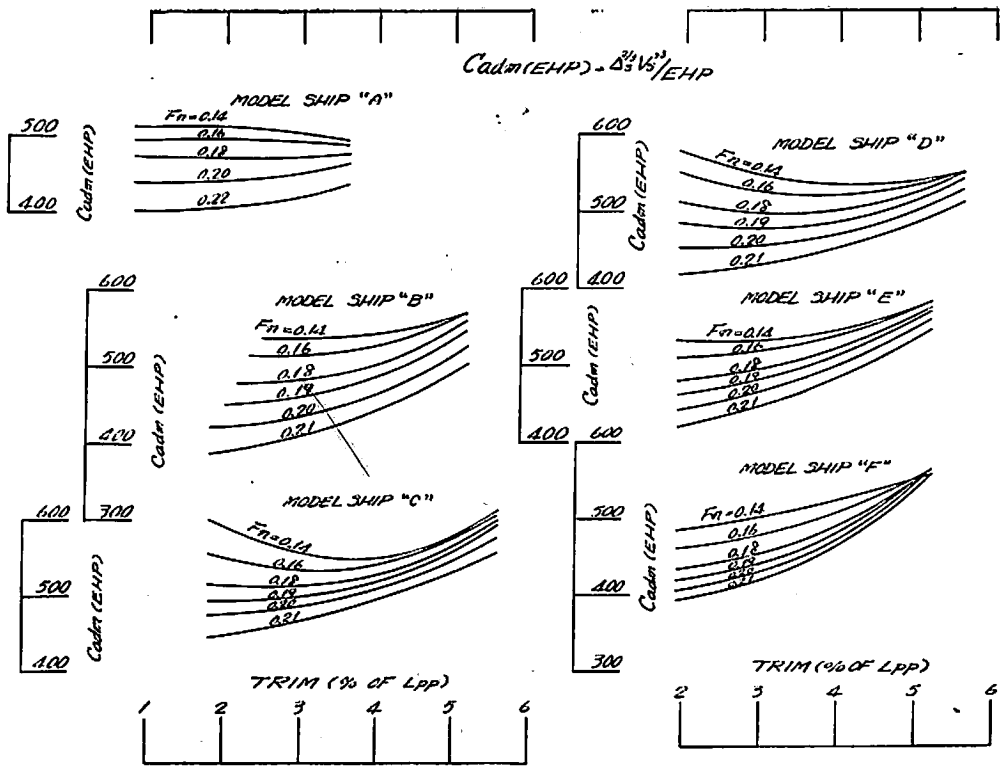 Cadm(EHP) = Δs^2/3 Vs^3/EHP
MODEL SHIP "A"
Fn=0.14
0.16
0.18
0.20
0.22
500
400
Cadm(EHP)
MODEL SHIP "D"
Fn=0.14
0.16
0.18
0.19
0.20
0.21
600
500
400
Cadm(EHP)
MODEL SHIP "B"
Fn=0.14
0.16
0.18
0.19
0.20
0.21
600
500
400
300
Cadm(EHP)
MODEL SHIP "E"
Fn=0.14
0.16
0.18
0.19
0.20
0.21
600
500
400
Cadm(EHP)
MODEL SHIP "C"
Fn=0.14
0.16
0.18
0.19
0.20
0.21
600
500
400
Cadm(EHP)
MODEL SHIP "F"
Fn=0.14
0.16
0.18
0.19
0.20
0.21
600
500
400
300
Cadm(EHP)
TRIM (% OF Lpp)
1 2 3 4 5 6
TRIM (% OF Lpp)
2 3 4 5 6